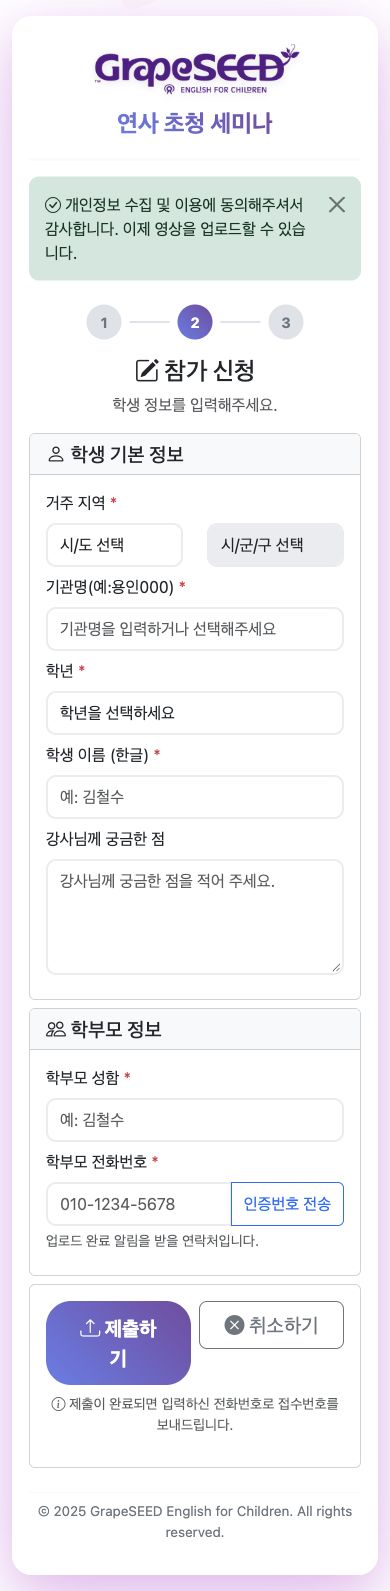 GrapeSEED
™ ENGLISH FOR CHILDREN
연사 초청 세미나
개인정보 수집 및 이용에 동의해주셔서
감사합니다. 이제 영상을 업로드할 수 있습
니다.
1 2 3
참가 신청
학생 정보를 입력해주세요.
학생 기본 정보
거주 지역 *
시/도 선택 시/군/구 선택
기관명(예:용인000) *
기관명을 입력하거나 선택해주세요
학년 *
학년을 선택하세요
학생 이름 (한글) *
예: 김철수
강사님께 궁금한 점
강사님께 궁금한 점을 적어 주세요.
학부모 정보
학부모 성함 *
예: 김철수
학부모 전화번호 *
010-1234-5678 인증번호 전송
업로드 완료 알림을 받을 연락처입니다.
제출하
기
취소하기
제출이 완료되면 입력하신 전화번호로 접수번호를
보내드립니다.
© 2025 GrapeSEED English for Children. All rights
reserved.